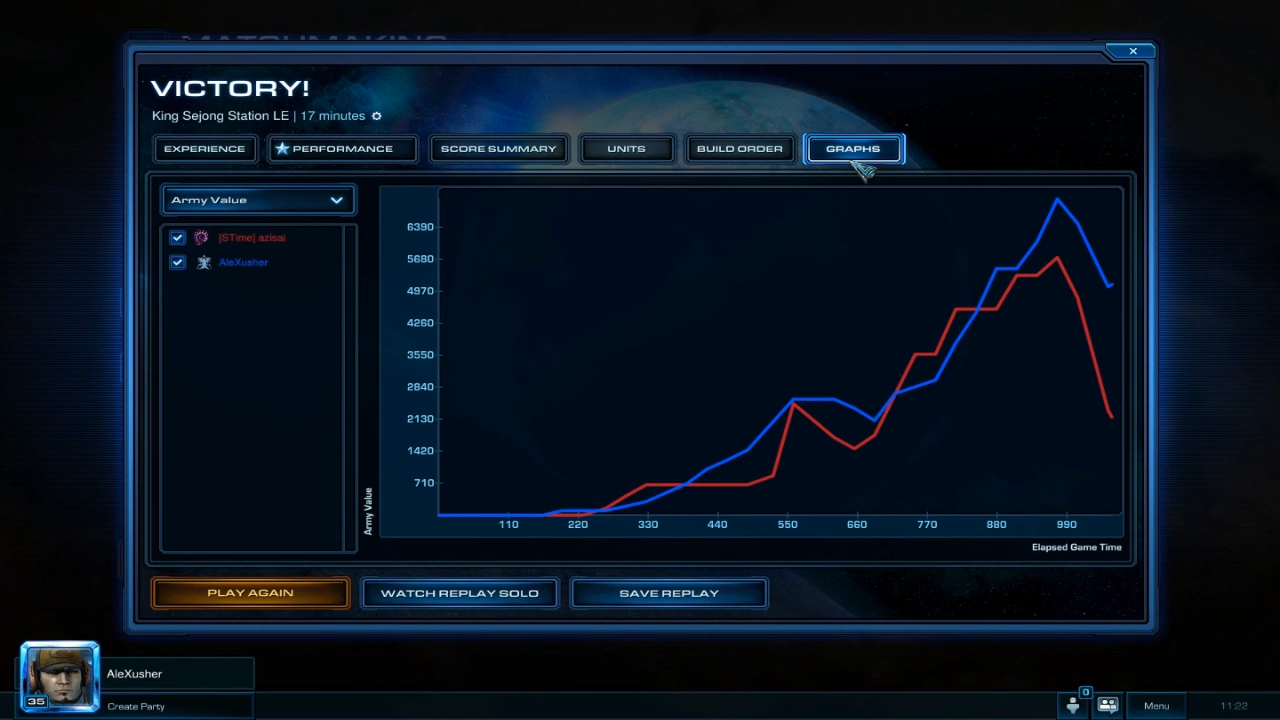 MATCHMAKING
VICTORY!
King Sejong Station LE | 17 minutes
EXPERIENCE PERFORMANCE SCORE SUMMARY UNITS BUILD ORDER GRAPHS
Army Value
[STime] azisai
AleXusher
6390
5680
4970
4260
3550
2840
2130
1420
710
Army Value
110 220 330 440 550 660 770 880 990
Elapsed Game Time
PLAY AGAIN WATCH REPLAY SOLO SAVE REPLAY
35
AleXusher
Create Party
0
Menu
11:22